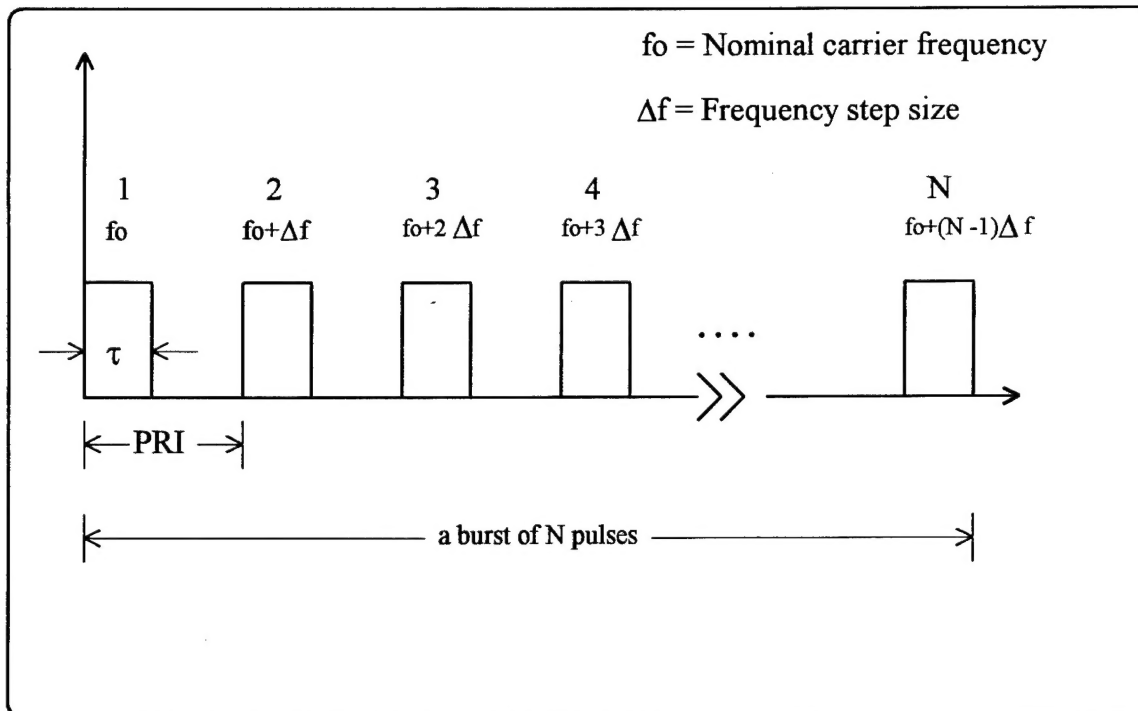 fo = Nominal carrier frequency
Δf = Frequency step size
1 2 3 4 N
fo fo+Δf fo+2 Δf fo+3 Δf fo+(N -1)Δ f
τ
....
PRI
a burst of N pulses